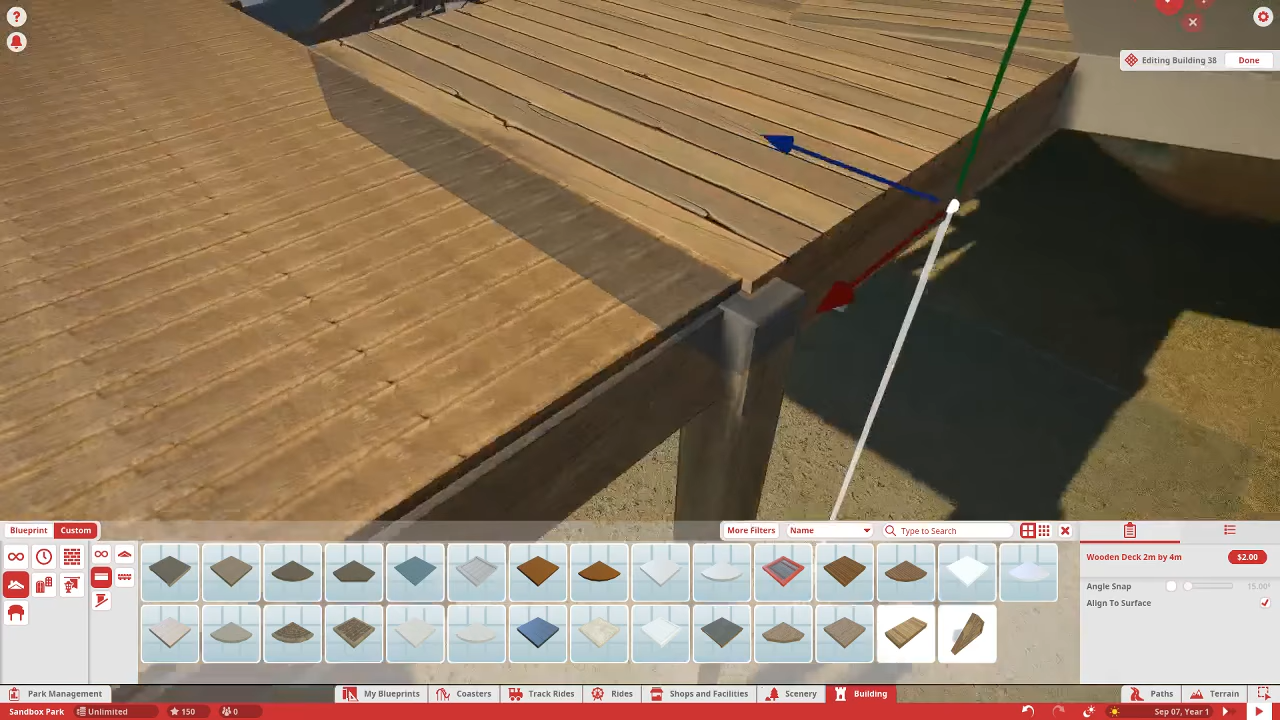 ?
Editing Building 38 Done
Blueprint Custom More Filters Name Type to Search
Wooden Deck 2m by 4m $2.00
Angle Snap 15.00°
Align To Surface
Park Management My Blueprints Coasters Track Rides Rides Shops and Facilities Scenery Building Paths Terrain
Sandbox Park Unlimited 150 0 Sep 07, Year 1